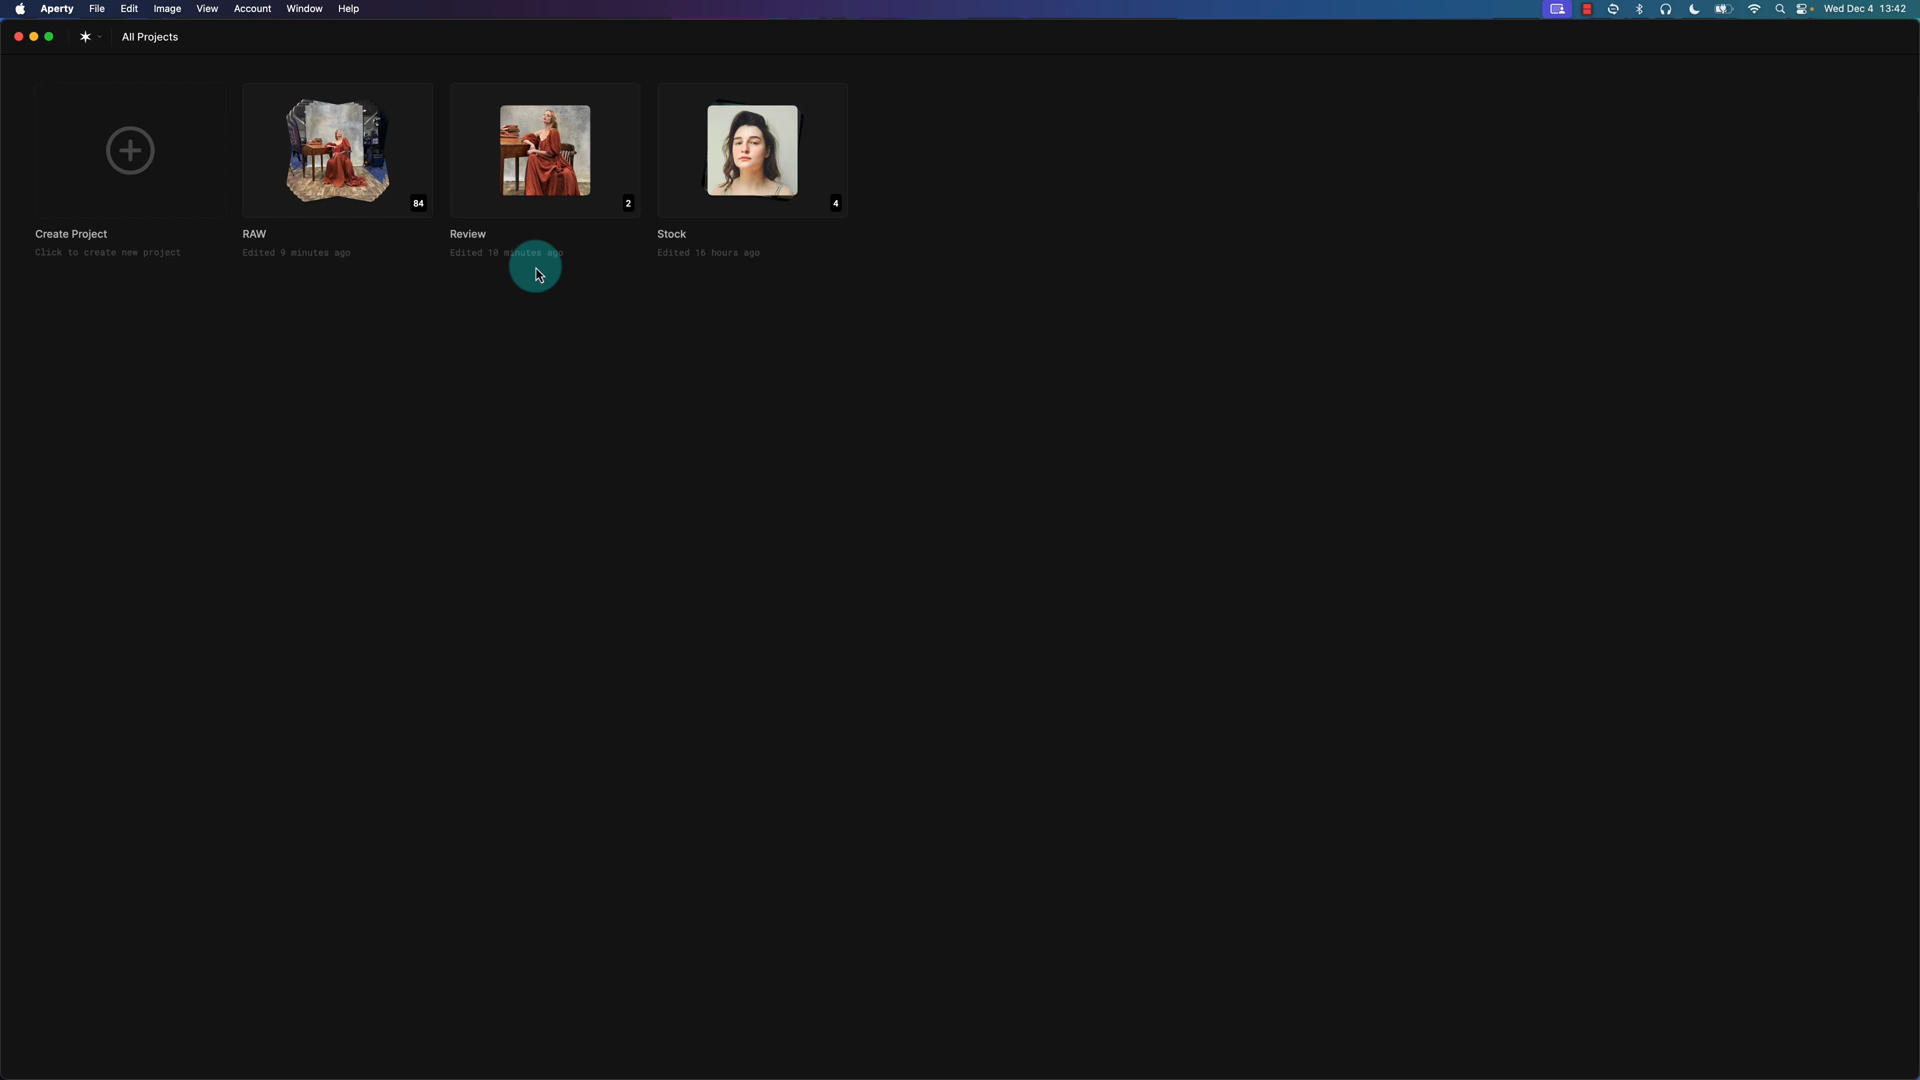 Aperty File Edit Image View Account Window Help Wed Dec 4 13:42
All Projects
84
2
4
Create Project
Click to create new project
RAW
Edited 9 minutes ago
Review
Edited 10 minutes ago
Stock
Edited 16 hours ago